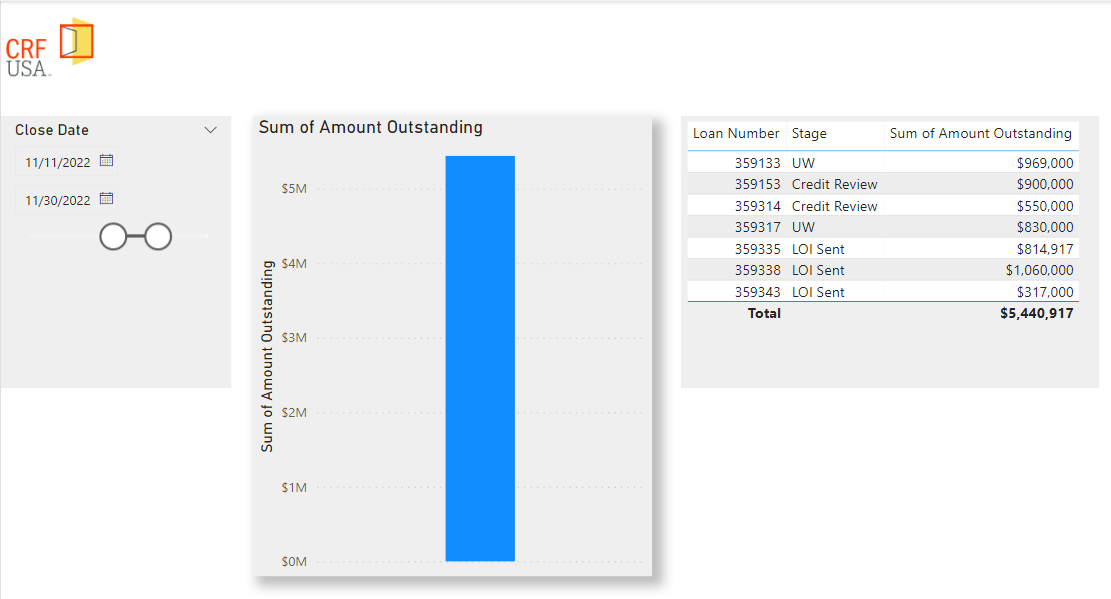 CRF
USA
Close Date
11/11/2022
11/30/2022
Sum of Amount Outstanding
Sum of Amount Outstanding
$5M
$4M
$3M
$2M
$1M
$0M
Loan Number Stage Sum of Amount Outstanding
359133 UW $969,000
359153 Credit Review $900,000
359314 Credit Review $550,000
359317 UW $830,000
359335 LOI Sent $814,917
359338 LOI Sent $1,060,000
359343 LOI Sent $317,000
Total $5,440,917